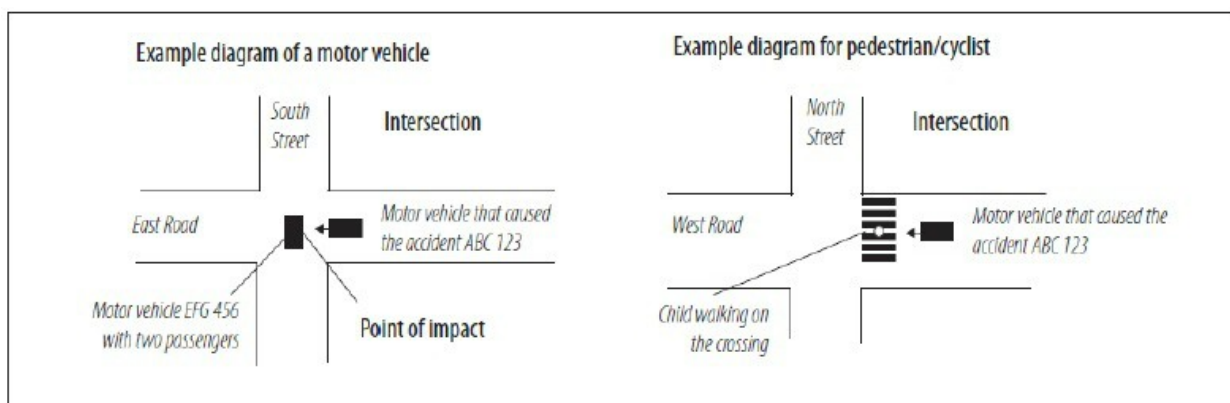 Example diagram of a motor vehicle
South
Street
Intersection
East Road
Motor vehicle that caused
the accident ABC 123
Motor vehicle EFG 456
with two passengers
Point of impact
Example diagram for pedestrian/cyclist
North
Street
Intersection
West Road
Motor vehicle that caused the
accident ABC 123
Child walking on
the crossing